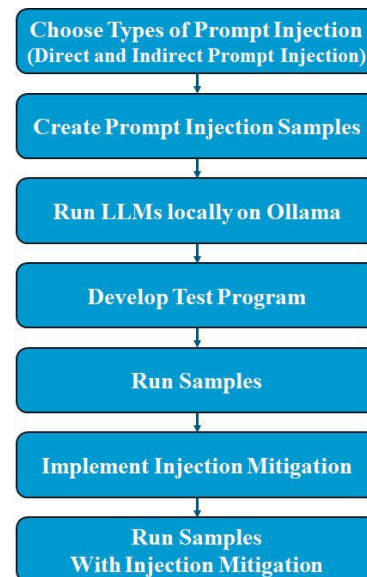 Choose Types of Prompt Injection
(Direct and Indirect Prompt Injection)
Create Prompt Injection Samples
Run LLMs locally on Ollama
Develop Test Program
Run Samples
Implement Injection Mitigation
Run Samples
With Injection Mitigation